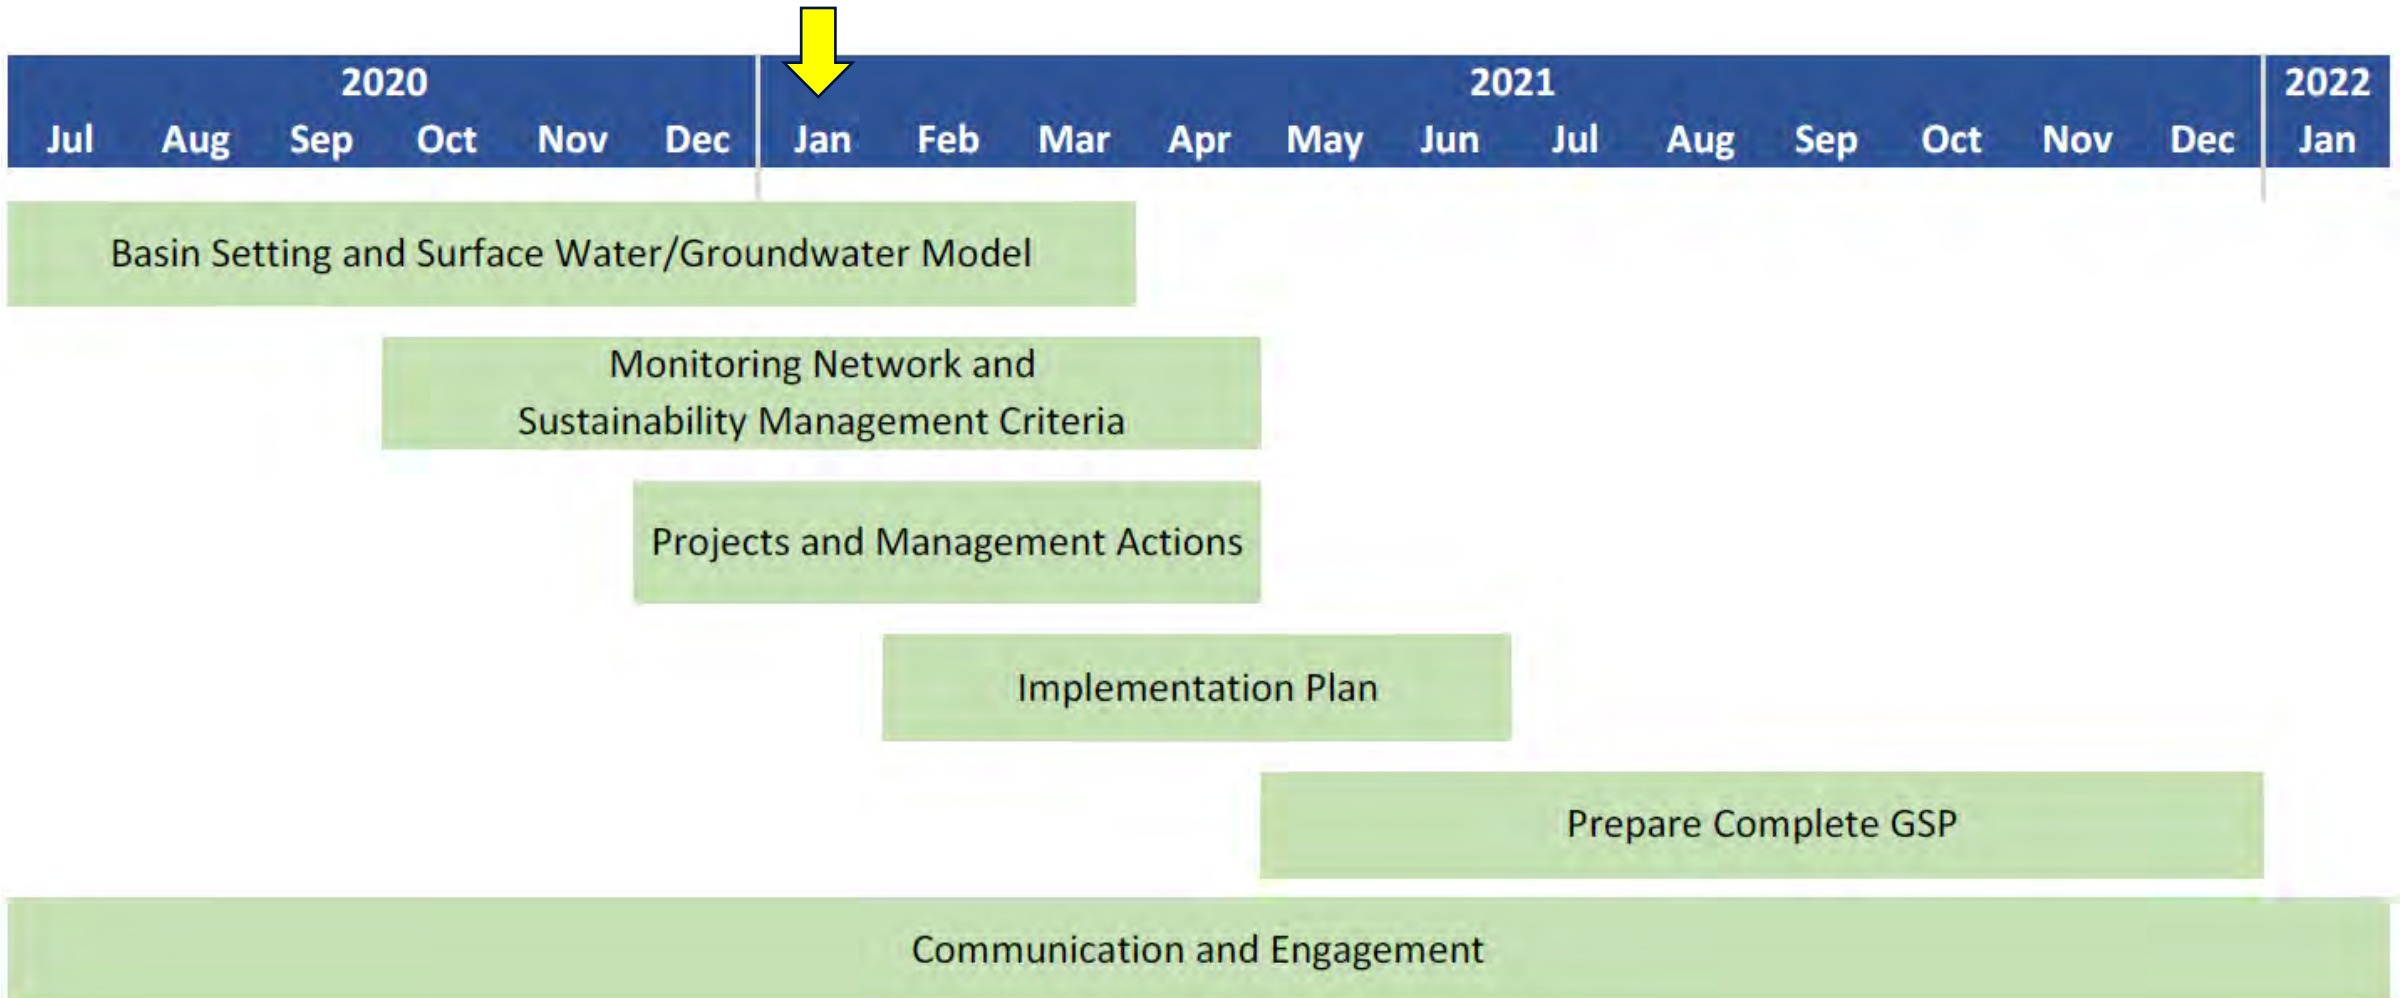 2020 2021 2022
Jul Aug Sep Oct Nov Dec Jan Feb Mar Apr May Jun Jul Aug Sep Oct Nov Dec Jan
Basin Setting and Surface Water/Groundwater Model
Monitoring Network and
Sustainability Management Criteria
Projects and Management Actions
Implementation Plan
Prepare Complete GSP
Communication and Engagement